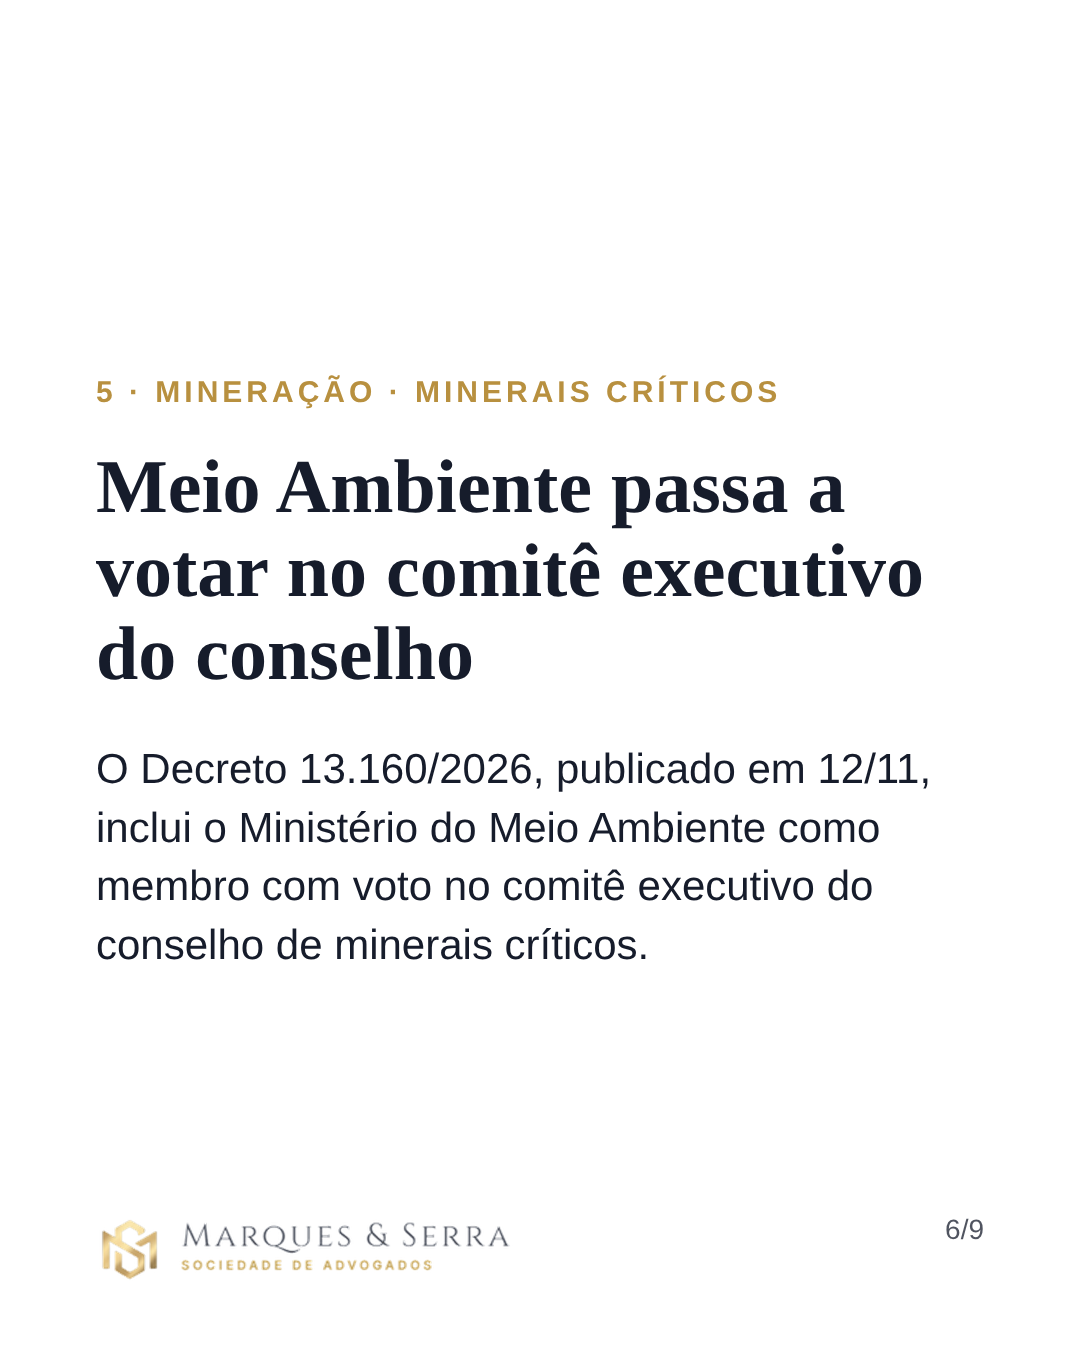 5 · MINERAÇÃO · MINERAIS CRÍTICOS
Meio Ambiente passa a
votar no comitê executivo
do conselho
O Decreto 13.160/2026, publicado em 12/11,
inclui o Ministério do Meio Ambiente como
membro com voto no comitê executivo do
conselho de minerais críticos.
MARQUES & SERRA
SOCIEDADE DE ADVOGADOS
6/9